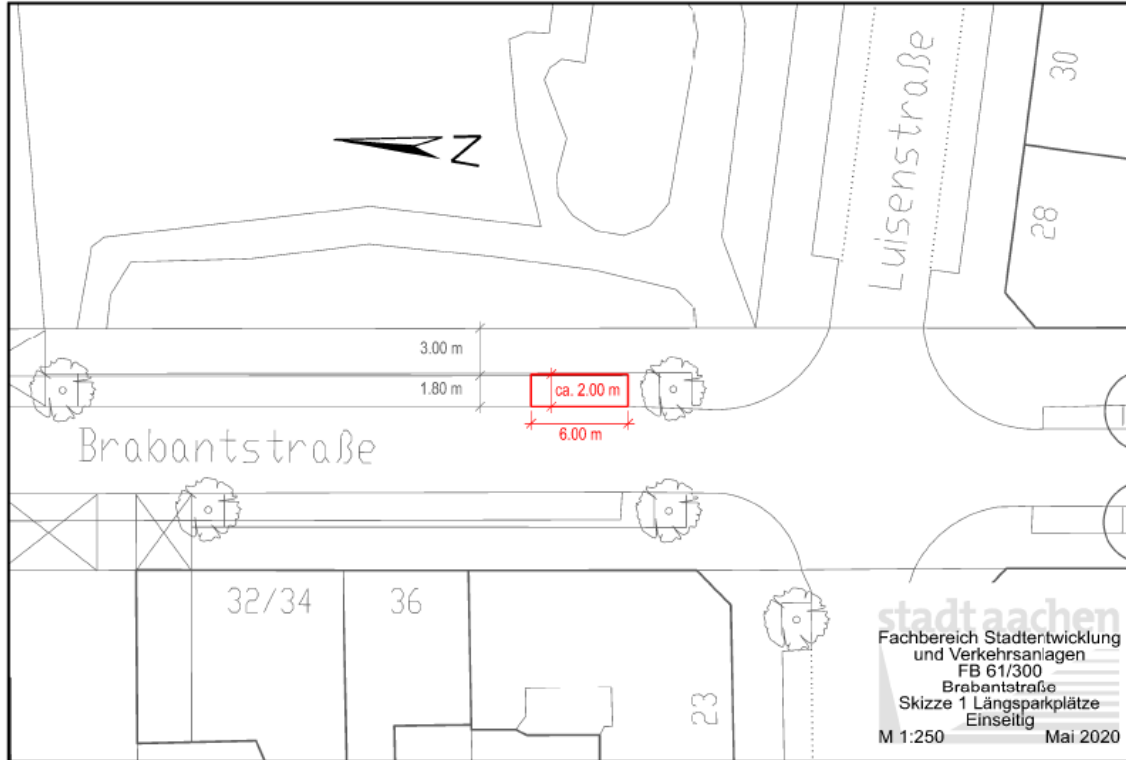 N
Luisenstraße
30
28
3.00 m
1.80 m
ca. 2.00 m
6.00 m
Brabantstraße
32/34
36
23
stadt aachen
Fachbereich Stadtentwicklung
und Verkehrsanlagen
FB 61/300
Brabantstraße
Skizze 1 Längsparkplätze
Einseitig
M 1:250 Mai 2020